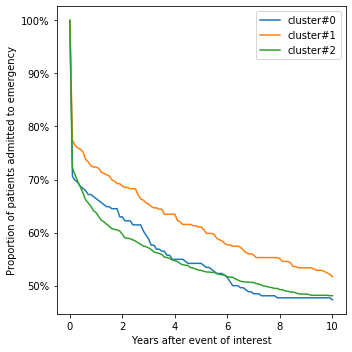 cluster#0
cluster#1
cluster#2
Proportion of patients admitted to emergency
100%
90%
80%
70%
60%
50%
0
2
4
6
8
10
Years after event of interest